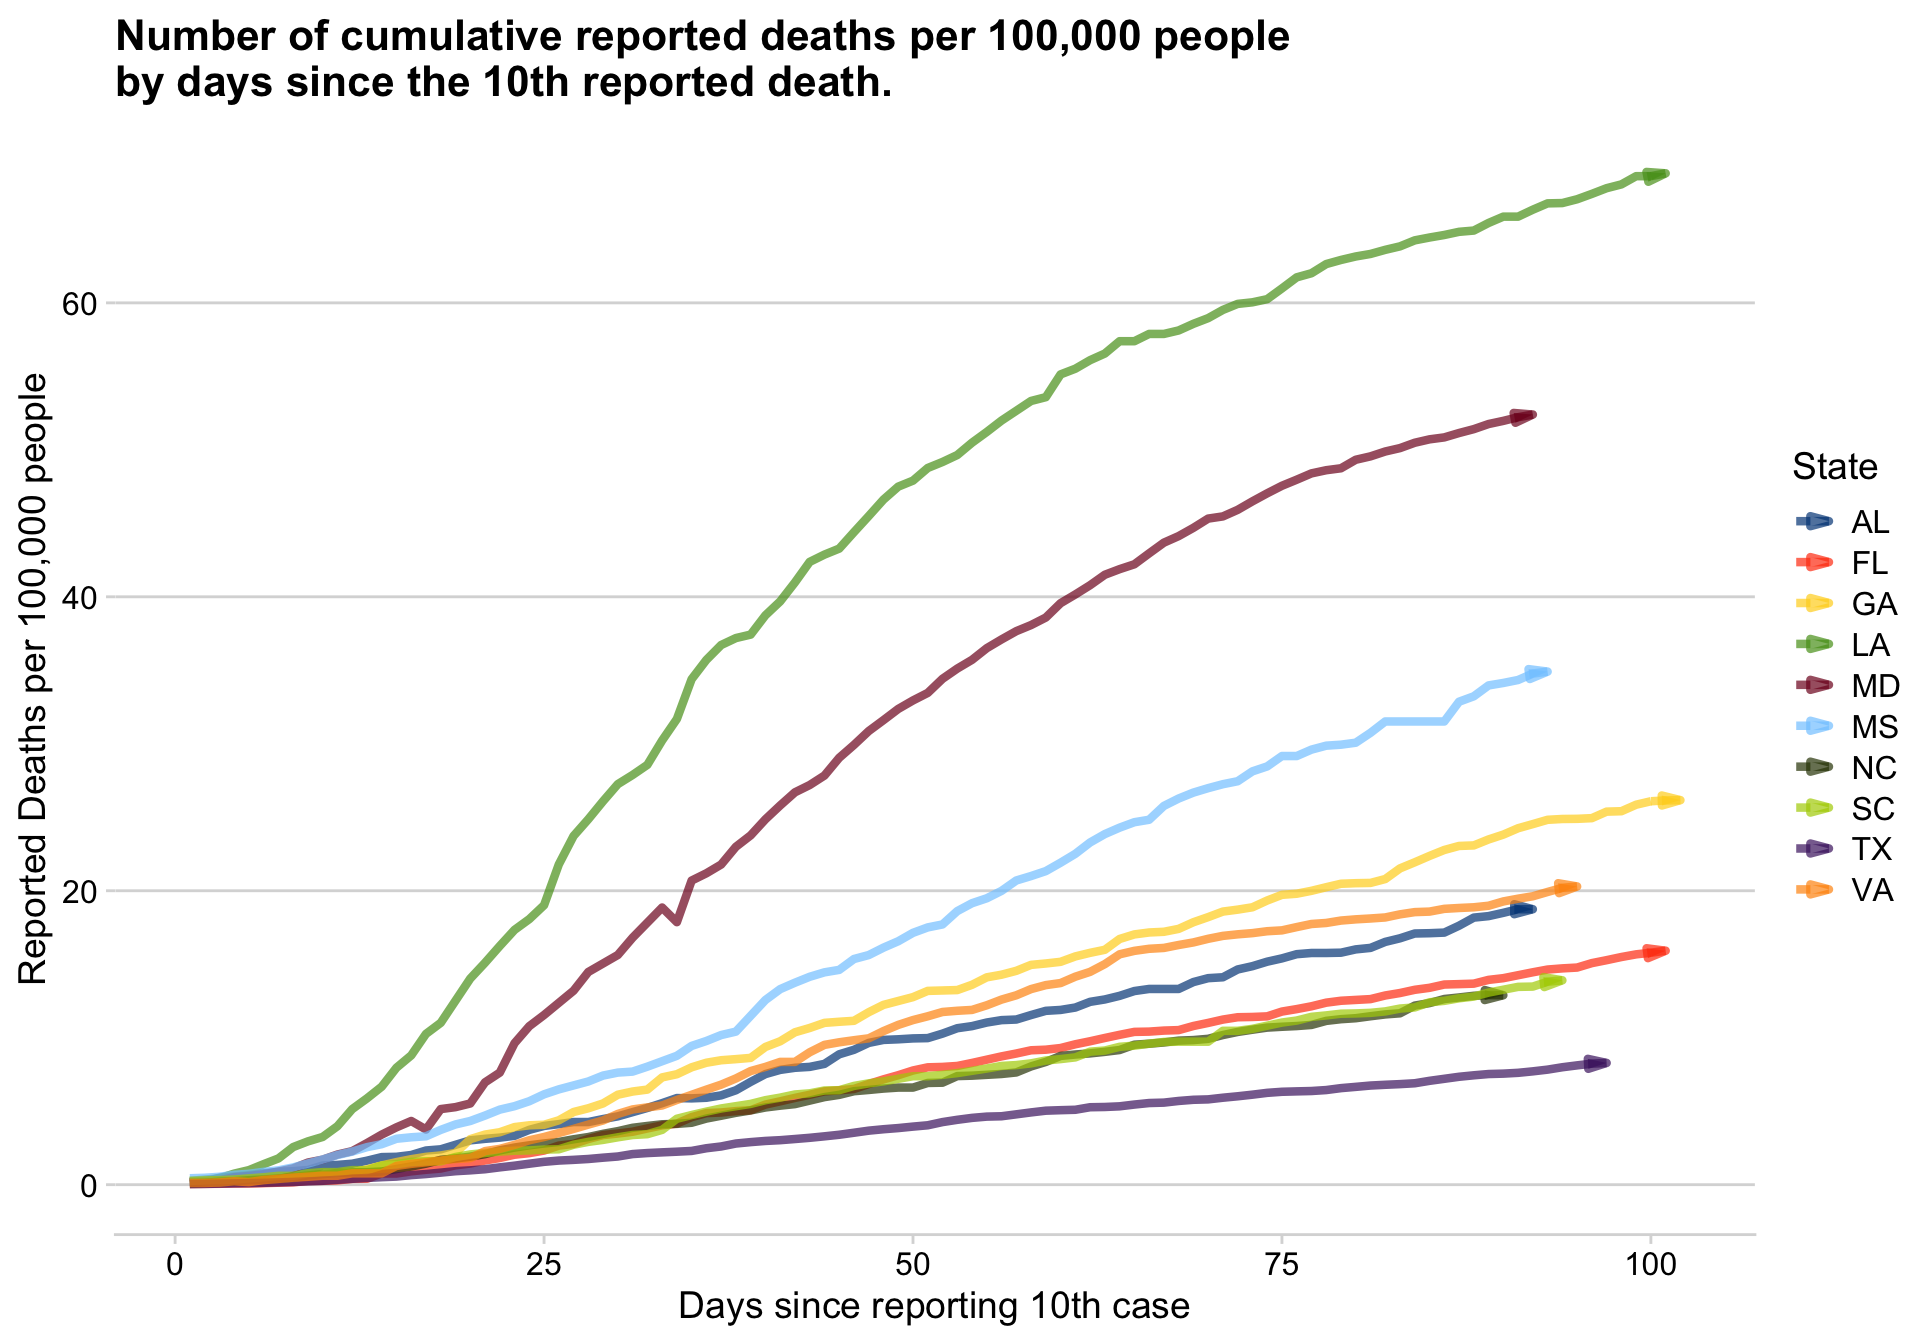 Number of cumulative reported deaths per 100,000 people
by days since the 10th reported death.
Reported Deaths per 100,000 people
60
40
20
0
0
25
50
75
100
Days since reporting 10th case
State
AL
FL
GA
LA
MD
MS
NC
SC
TX
VA